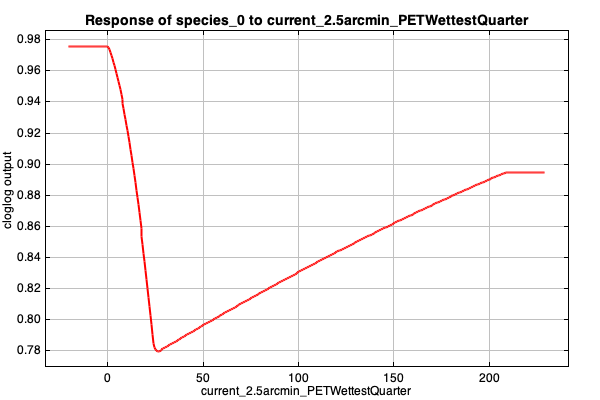 Response of species_0 to current_2.5arcmin_PETWettestQuarter
0.98
0.96
0.94
0.92
0.90
0.88
0.86
0.84
0.82
0.80
0.78
cloglog output
0 50 100 150 200
current_2.5arcmin_PETWettestQuarter